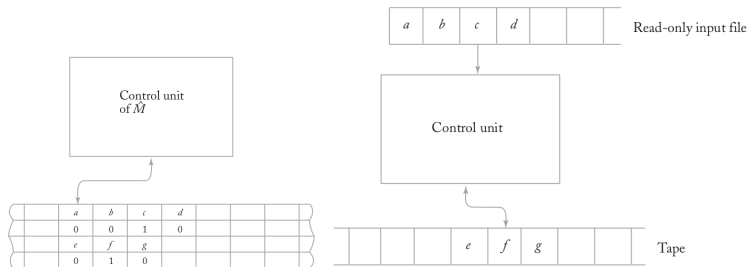 Control unit
of M̂
a b c d
0 0 1 0
e f g
0 1 0
a b c d
Read-only input file
Control unit
e f g
Tape